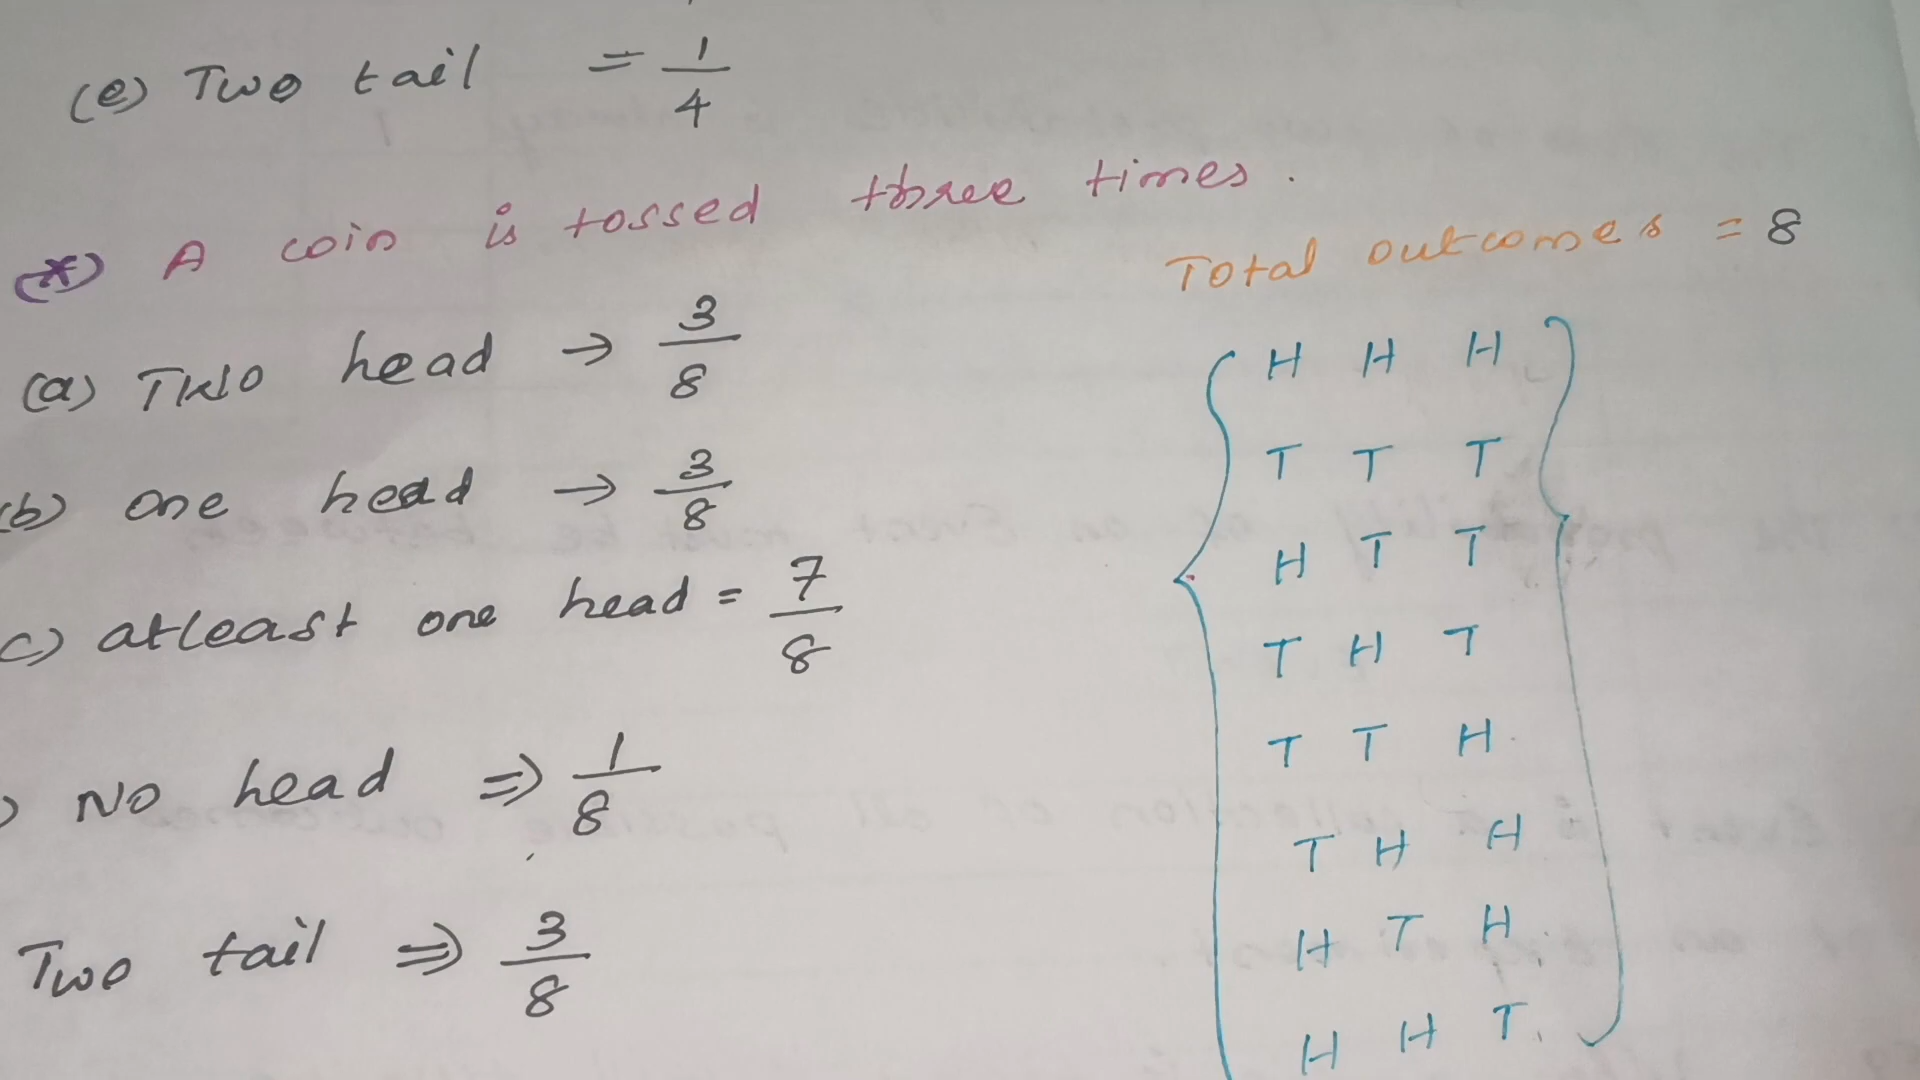 (e) Two tail = 1/4
(*) A coin is tossed three times.
Total outcomes = 8
(a) Two head → 3/8
(b) one head → 3/8
c) atleast one head = 7/8
) No head ⇒ 1/8
Two tail ⇒ 3/8
{ H H H }
T T T
H T T
T H T
T T H
T H H
H T H
H H T